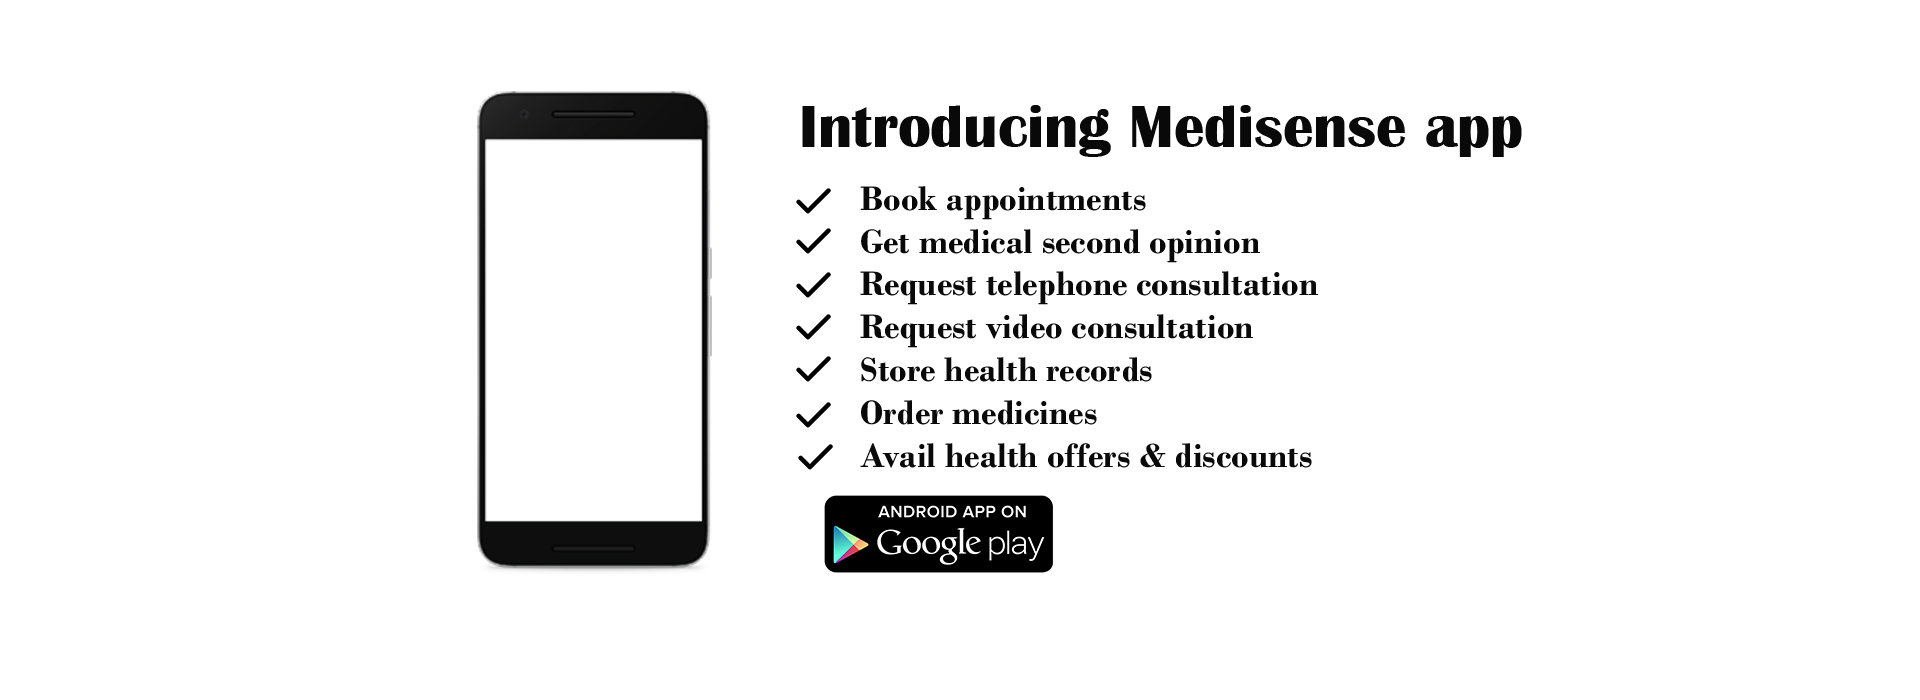 Introducing Medisense app
Book appointments
Get medical second opinion
Request telephone consultation
Request video consultation
Store health records
Order medicines
Avail health offers & discounts
ANDROID APP ON
Google play